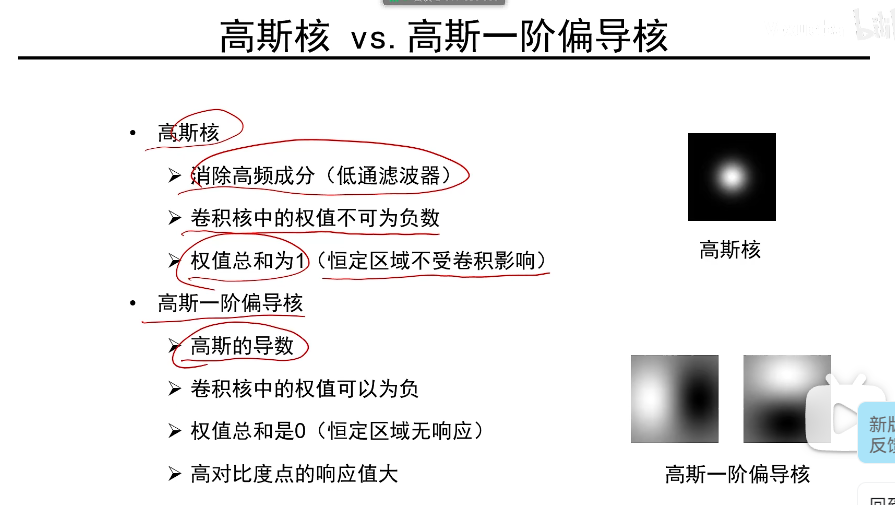 高斯核 vs. 高斯一阶偏导核
• 高斯核
➢ 消除高频成分（低通滤波器）
➢ 卷积核中的权值不可为负数
➢ 权值总和为1（恒定区域不受卷积影响）
高斯核
• 高斯一阶偏导核
➢ 高斯的导数
➢ 卷积核中的权值可以为负
➢ 权值总和是0（恒定区域无响应）
➢ 高对比度点的响应值大
高斯一阶偏导核
新版
反馈